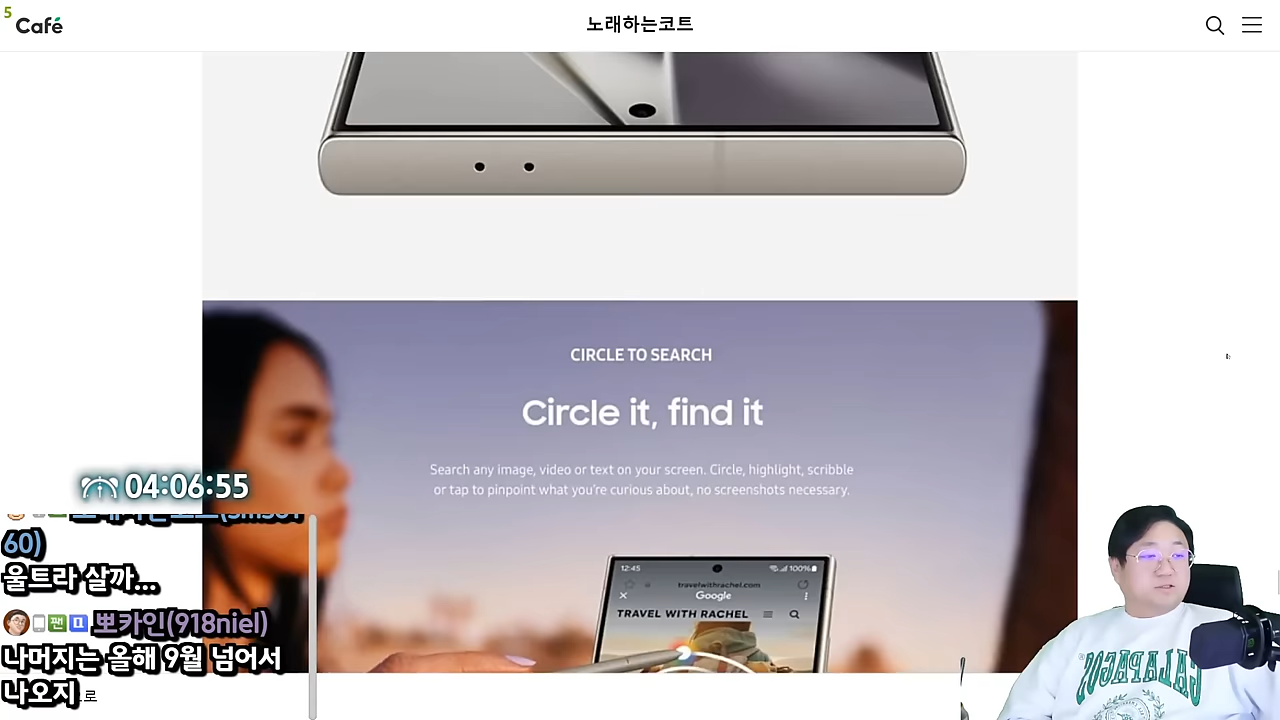 5
Café
노래하는코트
CIRCLE TO SEARCH
Circle it, find it
Search any image, video or text on your screen. Circle, highlight, scribble
or tap to pinpoint what you're curious about, no screenshots necessary.
12:45
100%
travelwithrachel.com
Google
TRAVEL WITH RACHEL
04:06:55
60)
울트라 살까...
팬
뽀카인(918niel)
나머지는 올해 9월 넘어서
나오지
로
GALAPAGOS